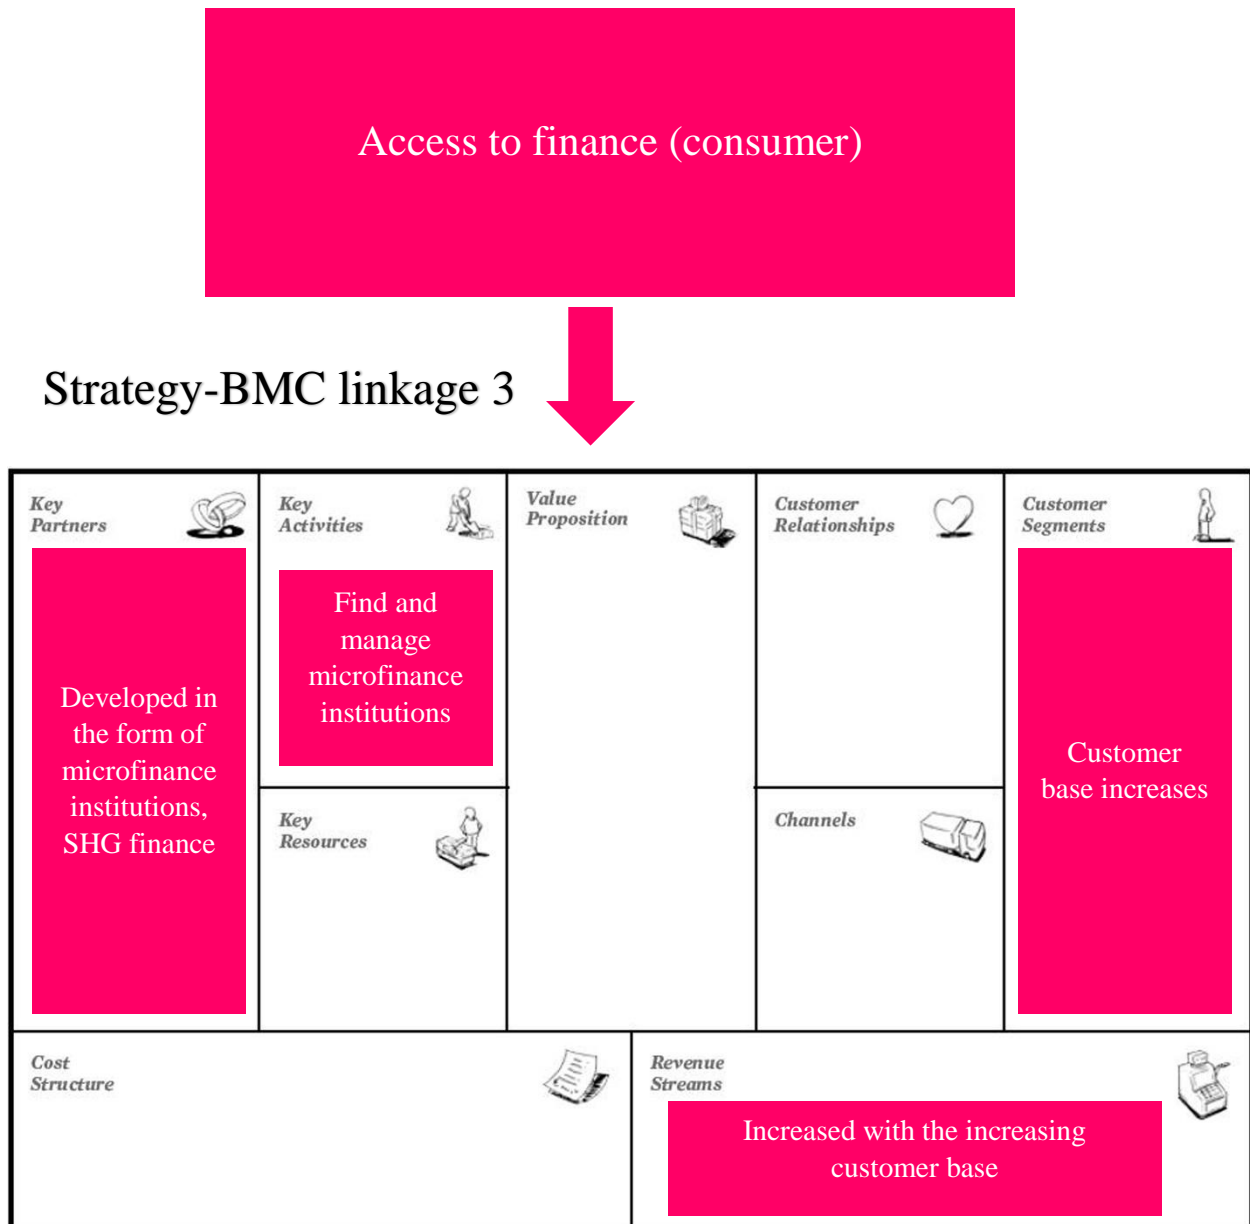 Access to finance (consumer)
Strategy-BMC linkage 3
Key
Partners
Developed in
the form of
microfinance
institutions,
SHG finance
Key
Activities
Find and
manage
microfinance
institutions
Key
Resources
Value
Proposition
Customer
Relationships
Channels
Customer
Segments
Customer
base increases
Cost
Structure
Revenue
Streams
Increased with the increasing
customer base